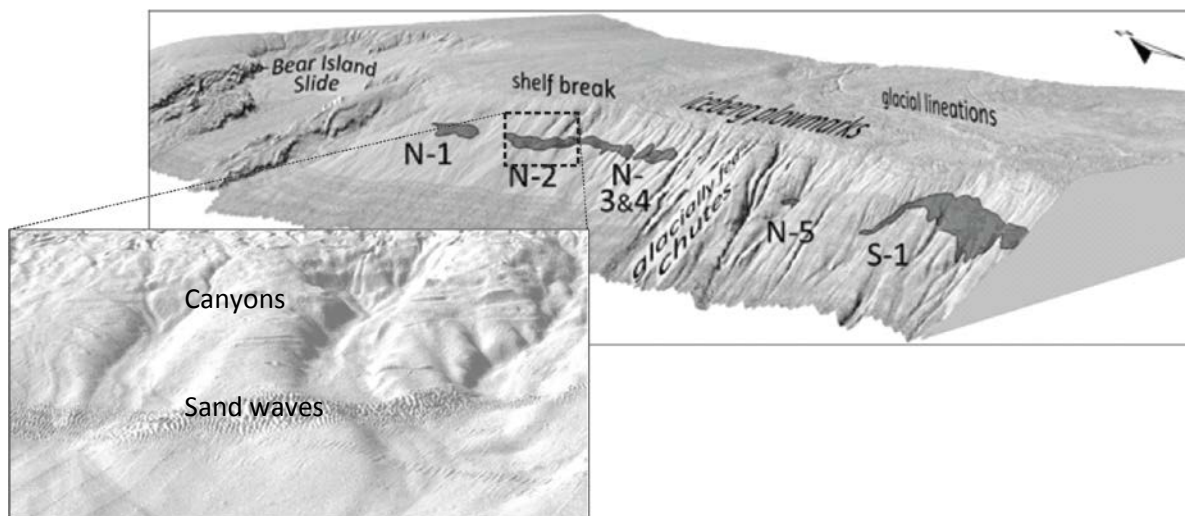 Bear Island
Slide
shelf break
iceberg plowmarks
glacial lineations
N-1
N-2
N-
3&4
glacially fed
chutes
N-5
S-1
Canyons
Sand waves